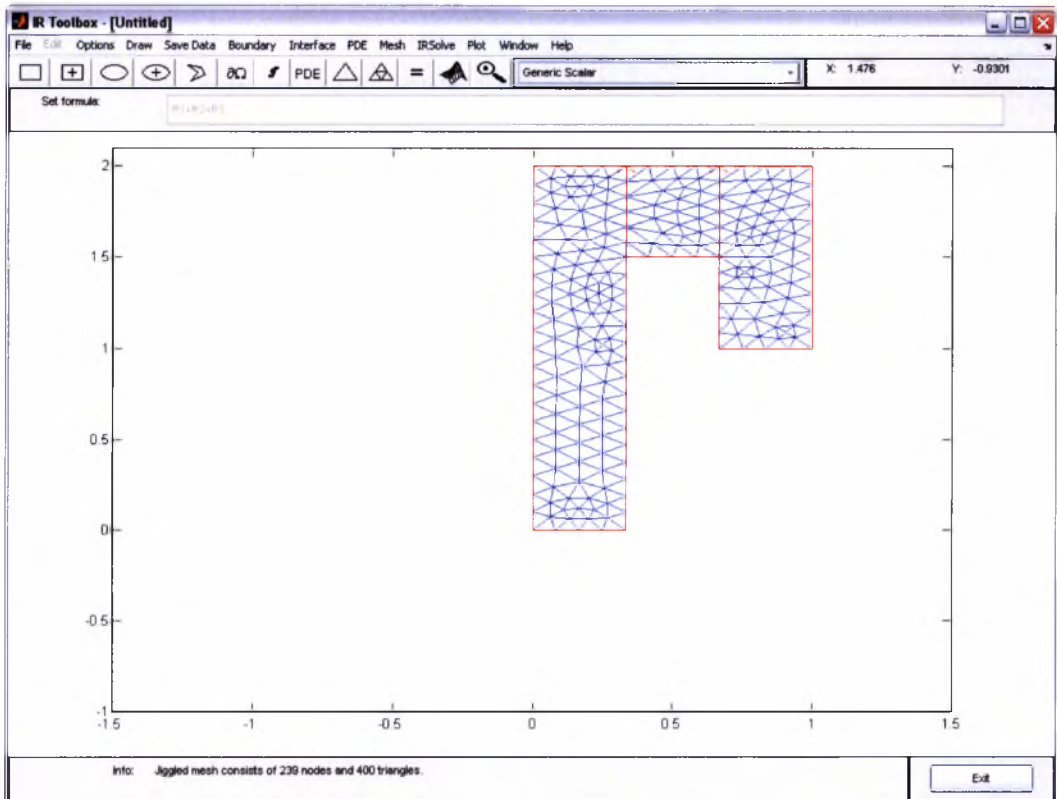 IR Toolbox - [Untitled]
File Edit Options Draw Save Data Boundary Interface PDE Mesh IRSolve Plot Window Help
∂Ω PDE = Generic Scalar X: 1.476 Y: -0.9301
Set formula:
2
1.5
1
0.5
0
-0.5
-1
-1.5 -1 -0.5 0 0.5 1 1.5
Info: Jiggled mesh consists of 239 nodes and 400 triangles.
Exit